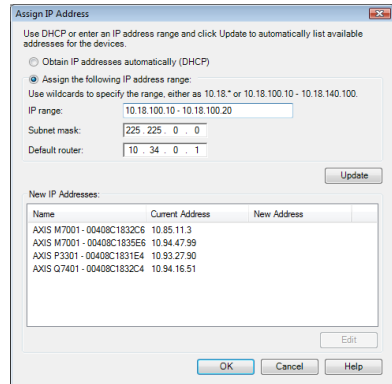 Assign IP Address
Use DHCP or enter an IP address range and click Update to automatically list available
addresses for the devices.
Obtain IP addresses automatically (DHCP)
Assign the following IP address range:
Use wildcards to specify the range, either as 10.18.* or 10.18.100.10 - 10.18.140.100.
IP range: 10.18.100.10 - 10.18.100.20
Subnet mask: 225 . 225 . 0 . 0
Default router: 10 . 34 . 0 . 1
Update
New IP Addresses:
Name Current Address New Address
AXIS M7001 - 00408C1832C6 10.85.11.3
AXIS M7001 - 00408C1835E6 10.94.47.99
AXIS P3301 - 00408C1831E4 10.93.27.90
AXIS Q7401 - 00408C1832C4 10.94.16.51
Edit
OK Cancel Help